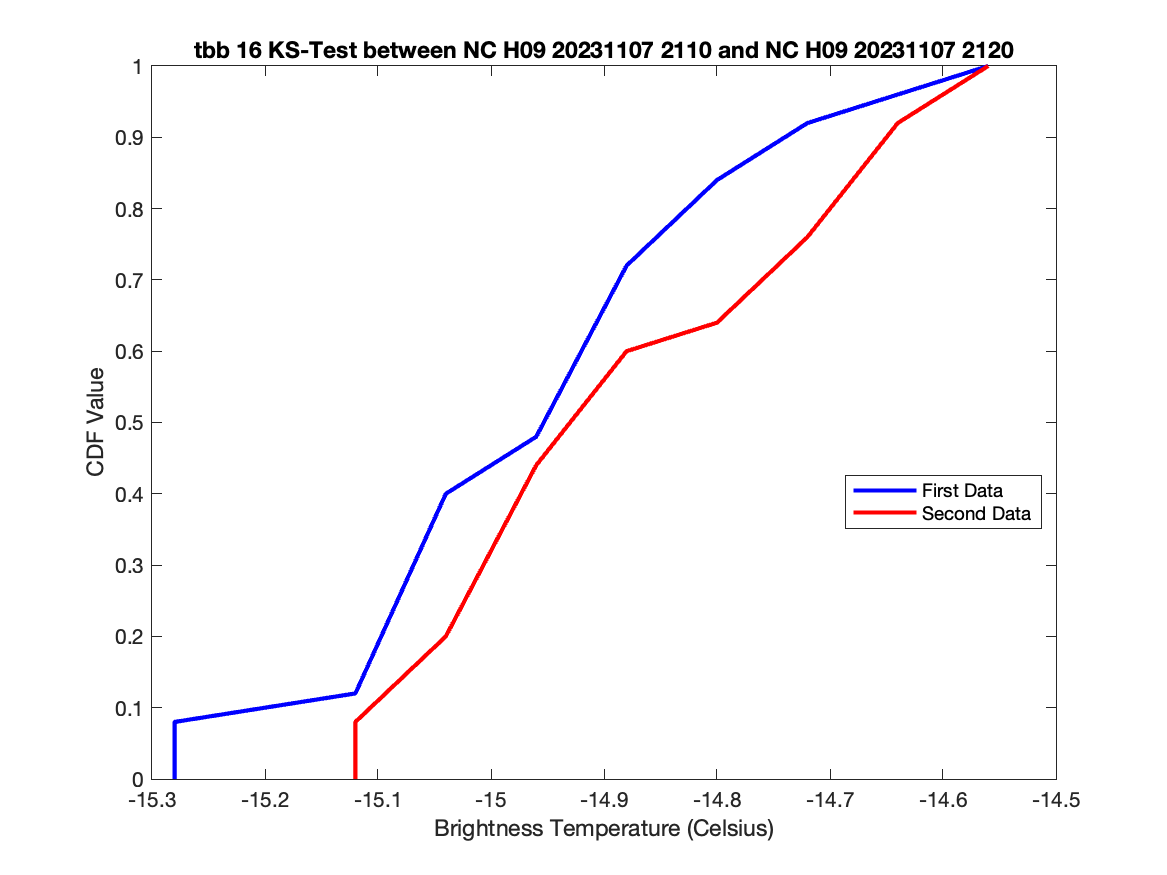 tbb 16 KS-Test between NC H09 20231107 2110 and NC H09 20231107 2120
1
0.9
0.8
0.7
0.6
0.5
0.4
0.3
0.2
0.1
0
CDF Value
First Data
Second Data
-15.3 -15.2 -15.1 -15 -14.9 -14.8 -14.7 -14.6 -14.5
Brightness Temperature (Celsius)